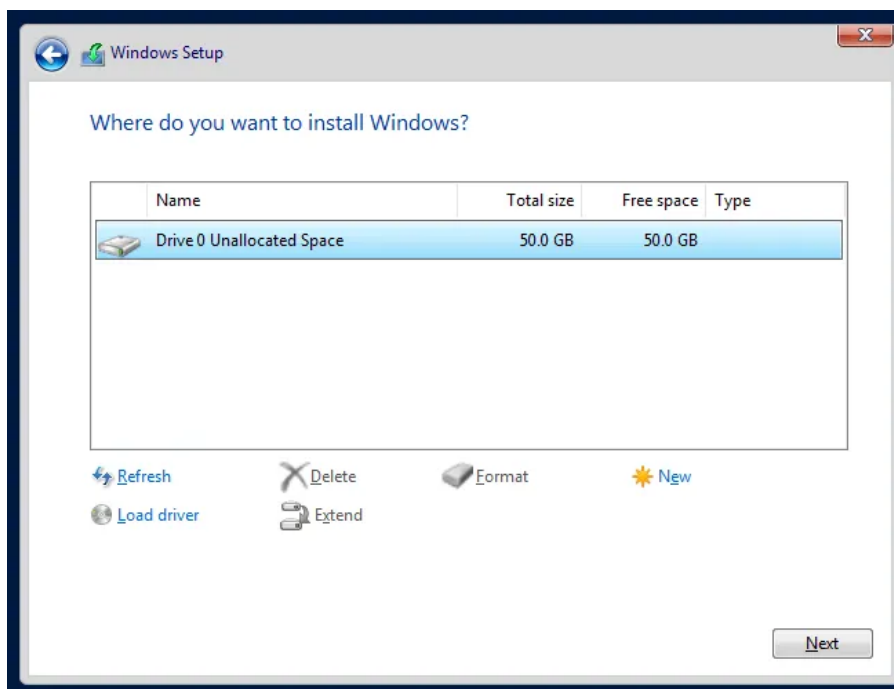 Windows Setup
Where do you want to install Windows?
Name Total size Free space Type
Drive 0 Unallocated Space 50.0 GB 50.0 GB
Refresh Delete Format New
Load driver Extend
Next